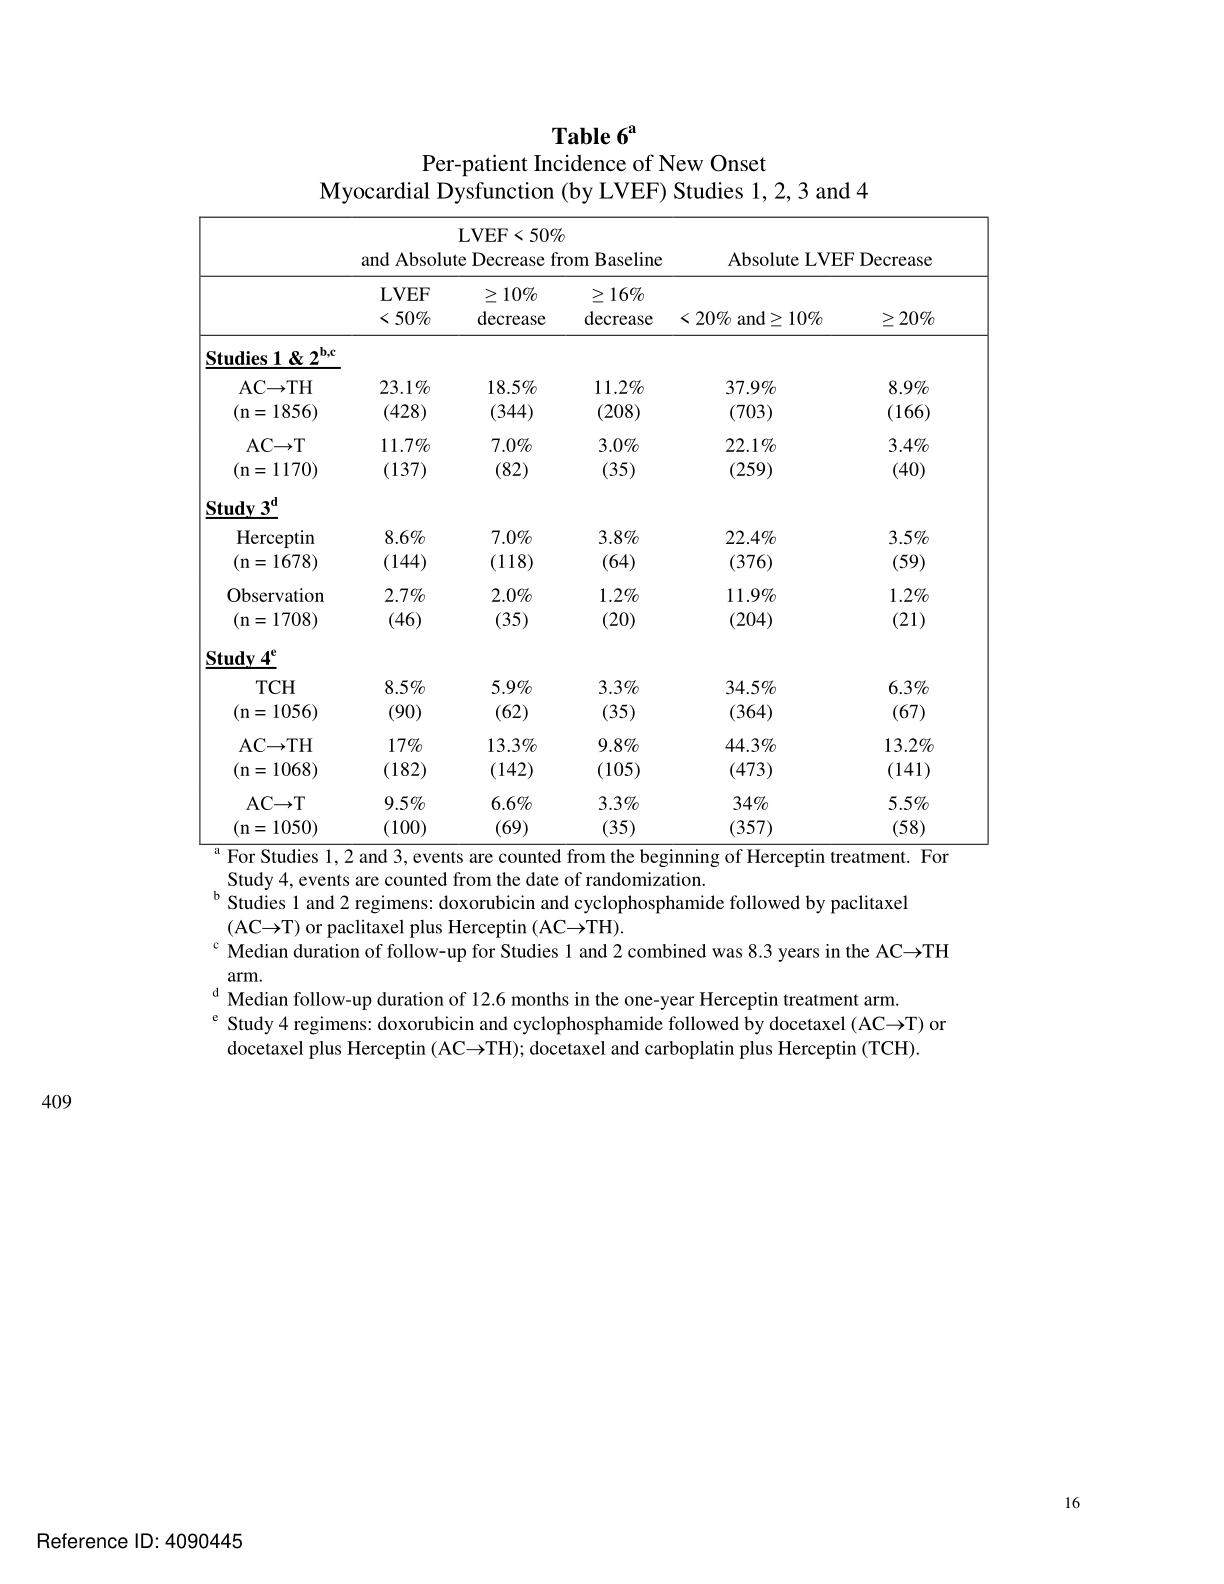 Table 6a
Per-patient Incidence of New Onset
Myocardial Dysfunction (by LVEF) Studies 1, 2, 3 and 4
LVEF < 50%
and Absolute Decrease from Baseline Absolute LVEF Decrease
LVEF ≥ 10% ≥ 16%
< 50% decrease decrease < 20% and ≥ 10% ≥ 20%
Studies 1 & 2b,c
AC→TH 23.1% 18.5% 11.2% 37.9% 8.9%
(n = 1856) (428) (344) (208) (703) (166)
AC→T 11.7% 7.0% 3.0% 22.1% 3.4%
(n = 1170) (137) (82) (35) (259) (40)
Study 3d
Herceptin 8.6% 7.0% 3.8% 22.4% 3.5%
(n = 1678) (144) (118) (64) (376) (59)
Observation 2.7% 2.0% 1.2% 11.9% 1.2%
(n = 1708) (46) (35) (20) (204) (21)
Study 4e
TCH 8.5% 5.9% 3.3% 34.5% 6.3%
(n = 1056) (90) (62) (35) (364) (67)
AC→TH 17% 13.3% 9.8% 44.3% 13.2%
(n = 1068) (182) (142) (105) (473) (141)
AC→T 9.5% 6.6% 3.3% 34% 5.5%
(n = 1050) (100) (69) (35) (357) (58)
a For Studies 1, 2 and 3, events are counted from the beginning of Herceptin treatment. For
Study 4, events are counted from the date of randomization.
b Studies 1 and 2 regimens: doxorubicin and cyclophosphamide followed by paclitaxel
(AC→T) or paclitaxel plus Herceptin (AC→TH).
c Median duration of follow-up for Studies 1 and 2 combined was 8.3 years in the AC→TH
arm.
d Median follow-up duration of 12.6 months in the one-year Herceptin treatment arm.
e Study 4 regimens: doxorubicin and cyclophosphamide followed by docetaxel (AC→T) or
docetaxel plus Herceptin (AC→TH); docetaxel and carboplatin plus Herceptin (TCH).
409
16
Reference ID: 4090445